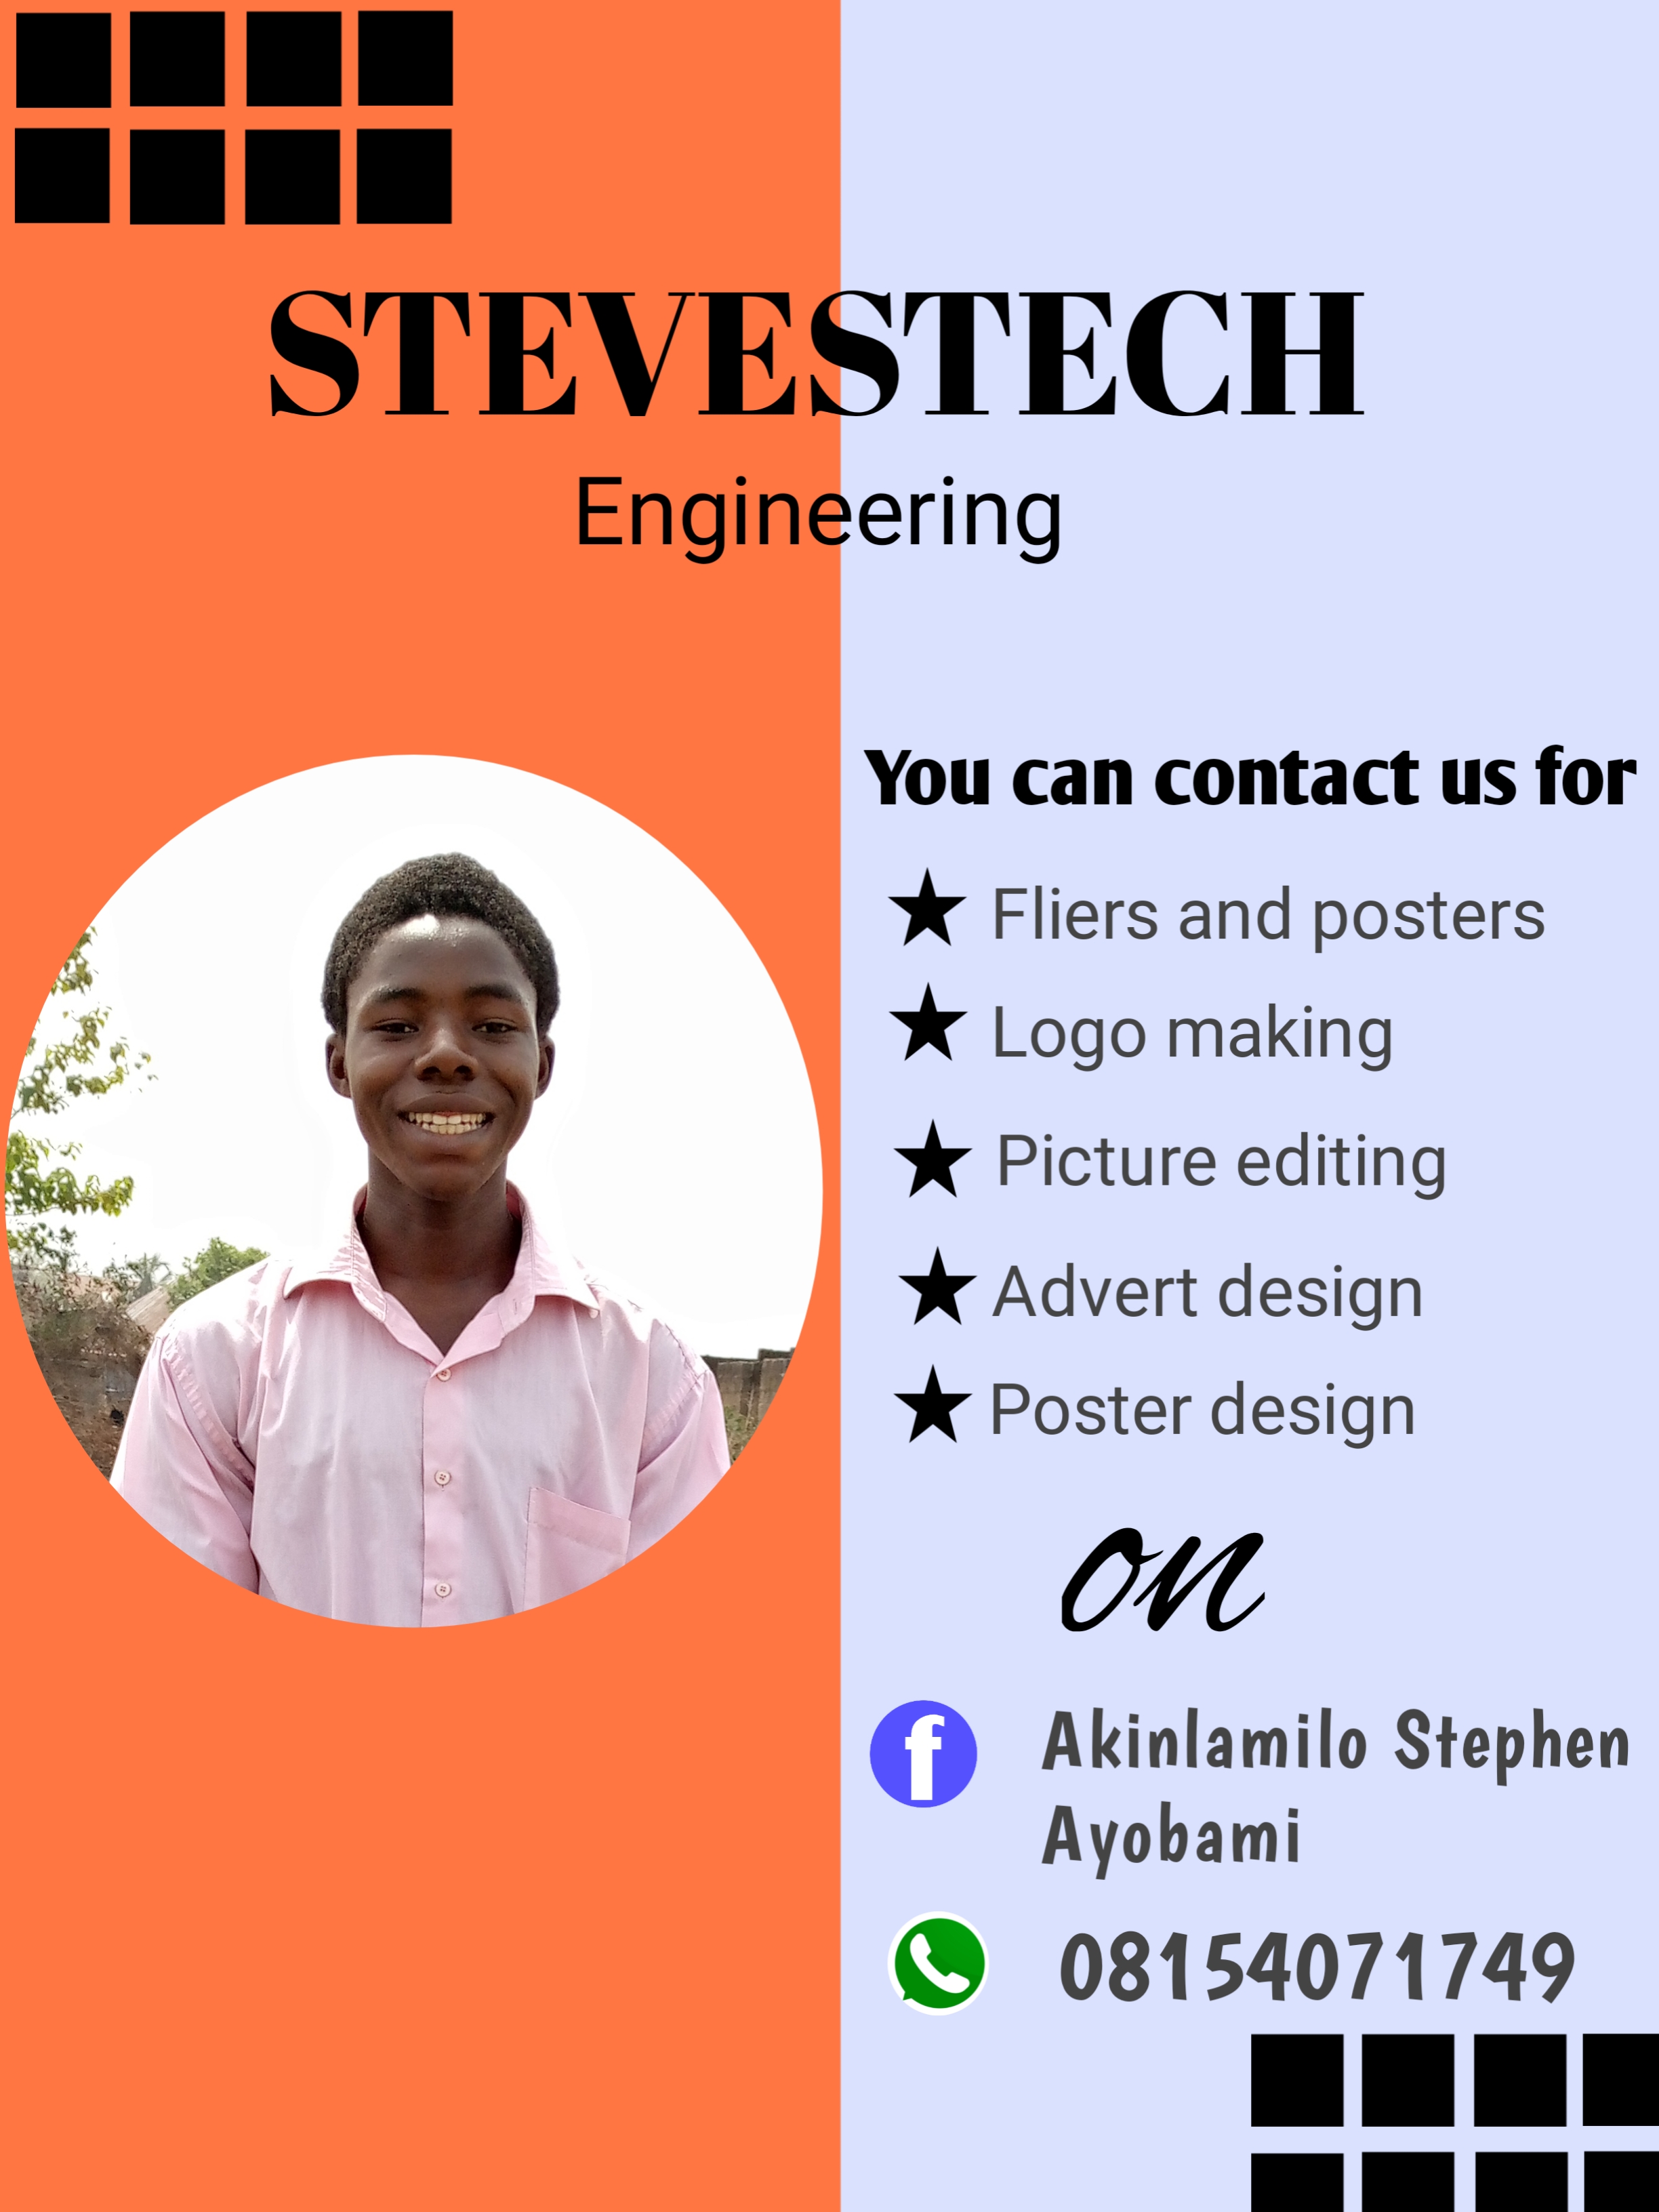 STEVESTECH
Engineering
You can contact us for
Fliers and posters
Logo making
Picture editing
Advert design
Poster design
on
f
Akinlamilo Stephen
Ayobami
08154071749